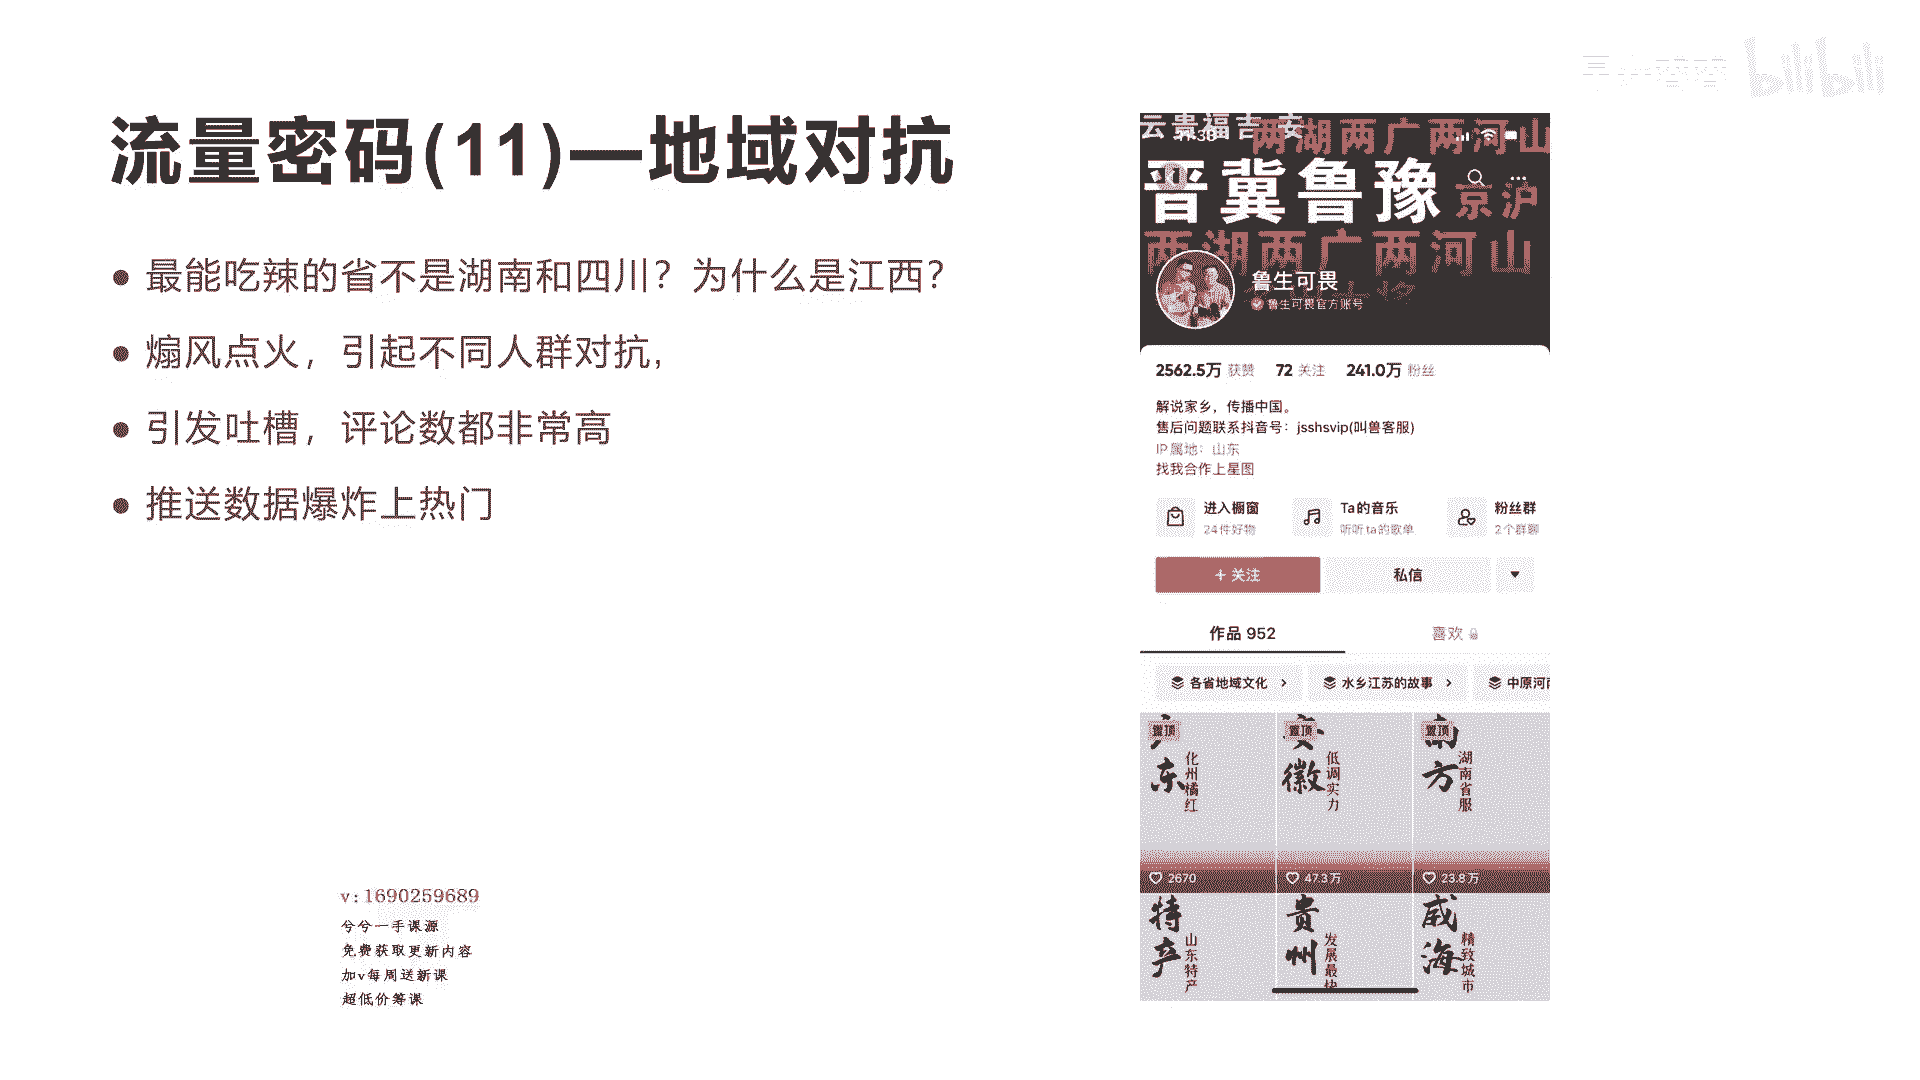 bilibili
流量密码(11)—地域对抗
● 最能吃辣的省不是湖南和四川？为什么是江西？
● 煽风点火，引起不同人群对抗，
● 引发吐槽，评论数都非常高
● 推送数据爆炸上热门
v:1690259689
兮兮一手课源
免费获取更新内容
加v每周送新课
超低价筹课
云贵福吉 安
两湖两广两河山
晋冀鲁豫
京沪
两湖两广两河山
鲁生可畏
鲁生可畏官方账号
2562.5万 获赞 72 关注 241.0万 粉丝
解说家乡，传播中国。
售后问题联系抖音号：jsshsvip(叫兽客服)
IP属地：山东
找我合作上星图
进入橱窗
24件好物
Ta的音乐
听听ta的歌单
粉丝群
2个群聊
+ 关注
私信
作品 952
喜欢
各省地域文化 >
水乡江苏的故事 >
中原河南
置顶
广东
化州橘红
2670
置顶
安徽
低调实力
47.3万
置顶
南方
湖南省服
23.8万
特产
山东特产
贵州
发展最快
威海
精致城市